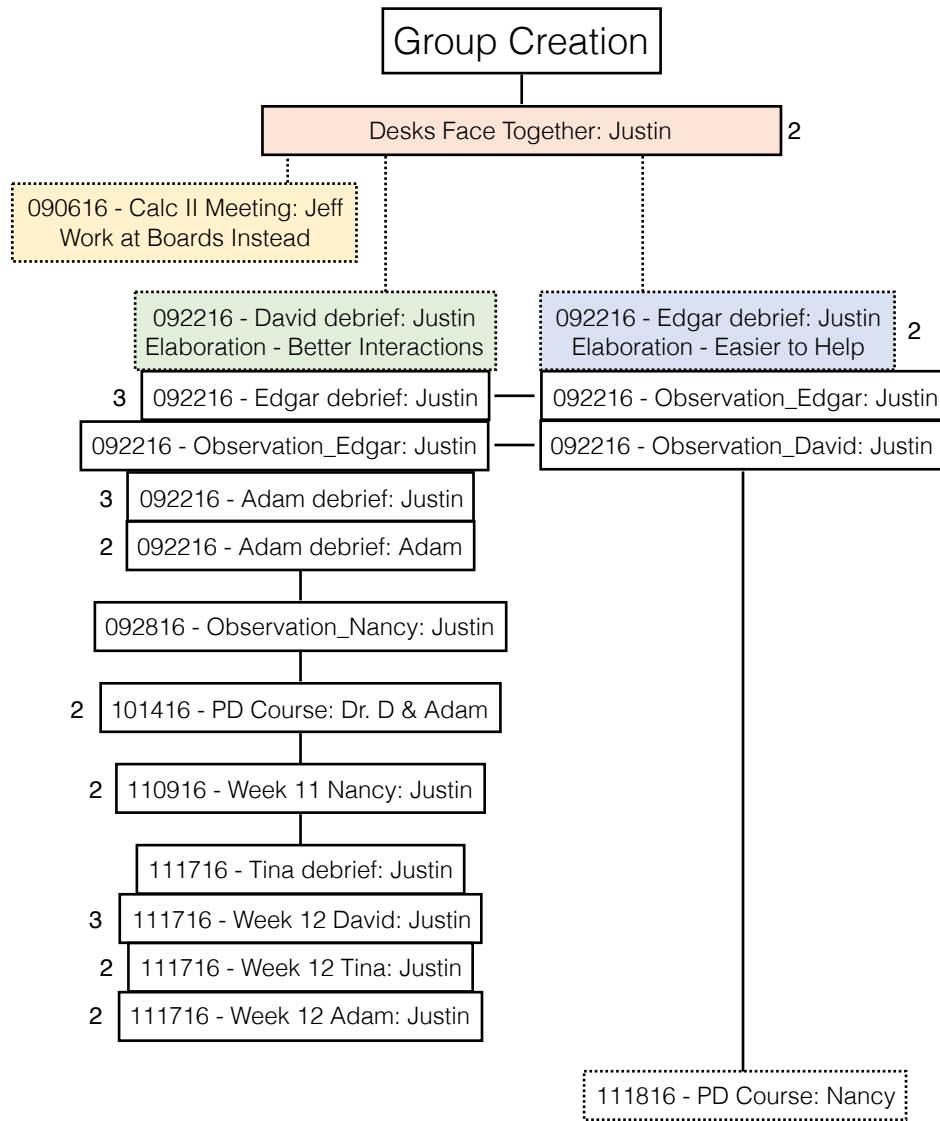 Group Creation
Desks Face Together: Justin
2
090616 - Calc II Meeting: Jeff
Work at Boards Instead
092216 - David debrief: Justin
Elaboration - Better Interactions
092216 - Edgar debrief: Justin
Elaboration - Easier to Help
2
3
092216 - Edgar debrief: Justin
092216 - Observation_Edgar: Justin
092216 - Observation_Edgar: Justin
092216 - Observation_David: Justin
3
092216 - Adam debrief: Justin
2
092216 - Adam debrief: Adam
092816 - Observation_Nancy: Justin
2
101416 - PD Course: Dr. D & Adam
2
110916 - Week 11 Nancy: Justin
111716 - Tina debrief: Justin
3
111716 - Week 12 David: Justin
2
111716 - Week 12 Tina: Justin
2
111716 - Week 12 Adam: Justin
111816 - PD Course: Nancy